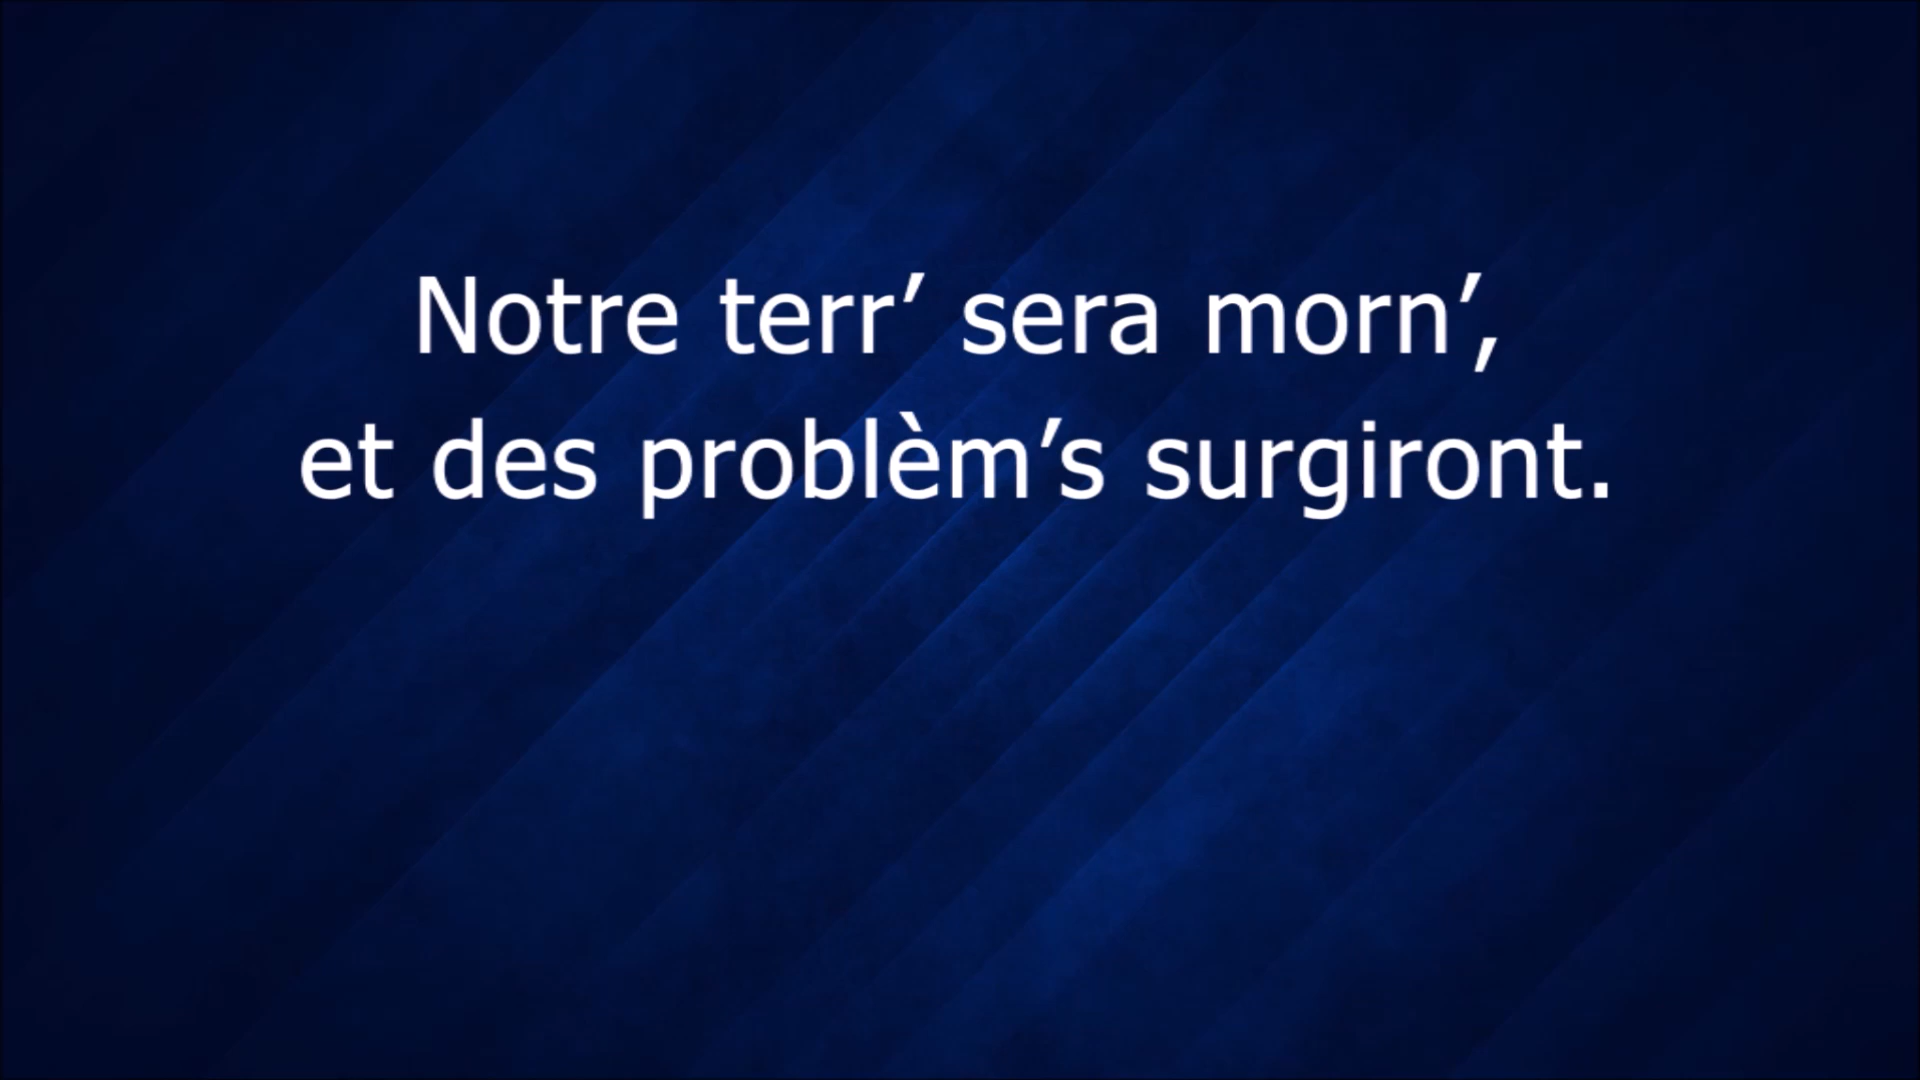 Notre terr’ sera morn’,
et des problèm’s surgiront.